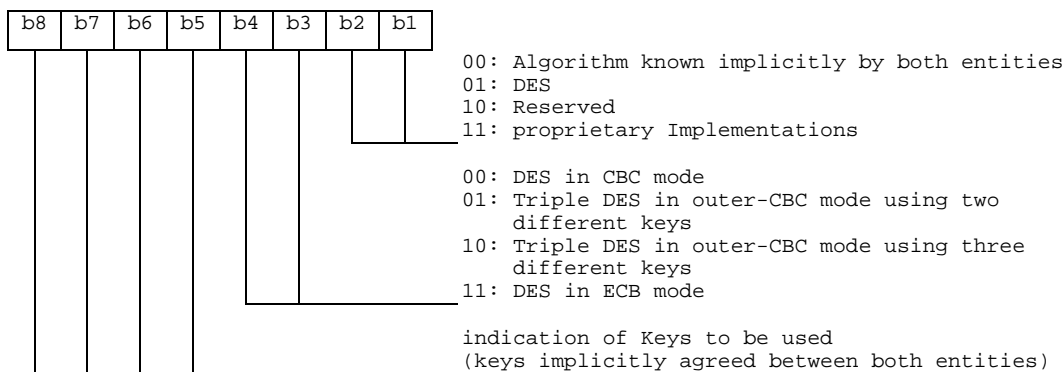 b8 b7 b6 b5 b4 b3 b2 b1
00: Algorithm known implicitly by both entities
01: DES
10: Reserved
11: proprietary Implementations
00: DES in CBC mode
01: Triple DES in outer-CBC mode using two
different keys
10: Triple DES in outer-CBC mode using three
different keys
11: DES in ECB mode
indication of Keys to be used
(keys implicitly agreed between both entities)